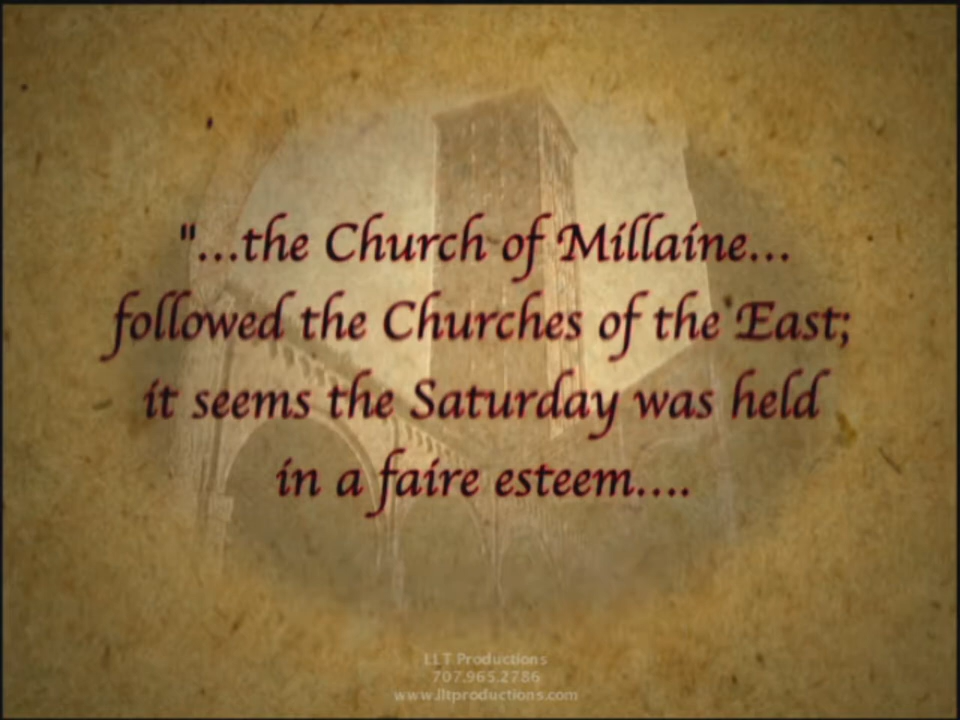 "...the Church of Millaine...
followed the Churches of the East;
it seems the Saturday was held
in a faire esteem....
LLT Productions
707.965.2786
www.lltproductions.com